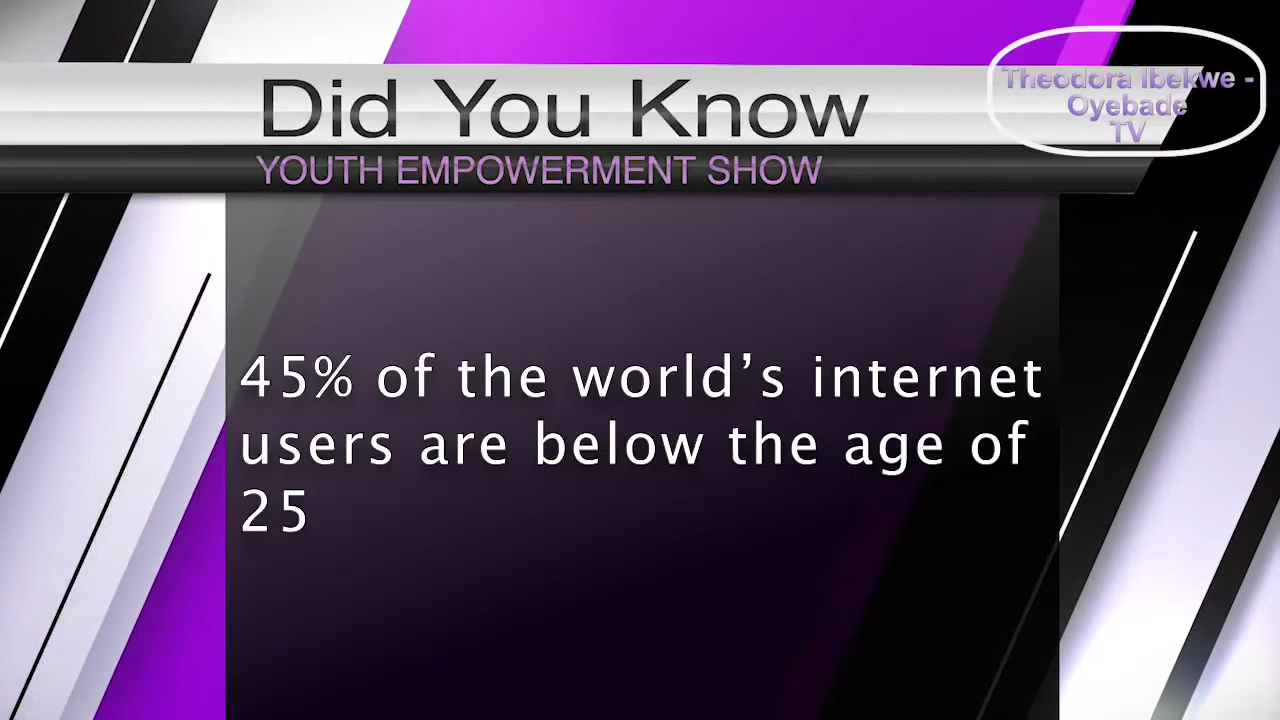 Did You Know
YOUTH EMPOWERMENT SHOW
Theodora Ibekwe -
Oyebade
TV
45% of the world’s internet
users are below the age of
25